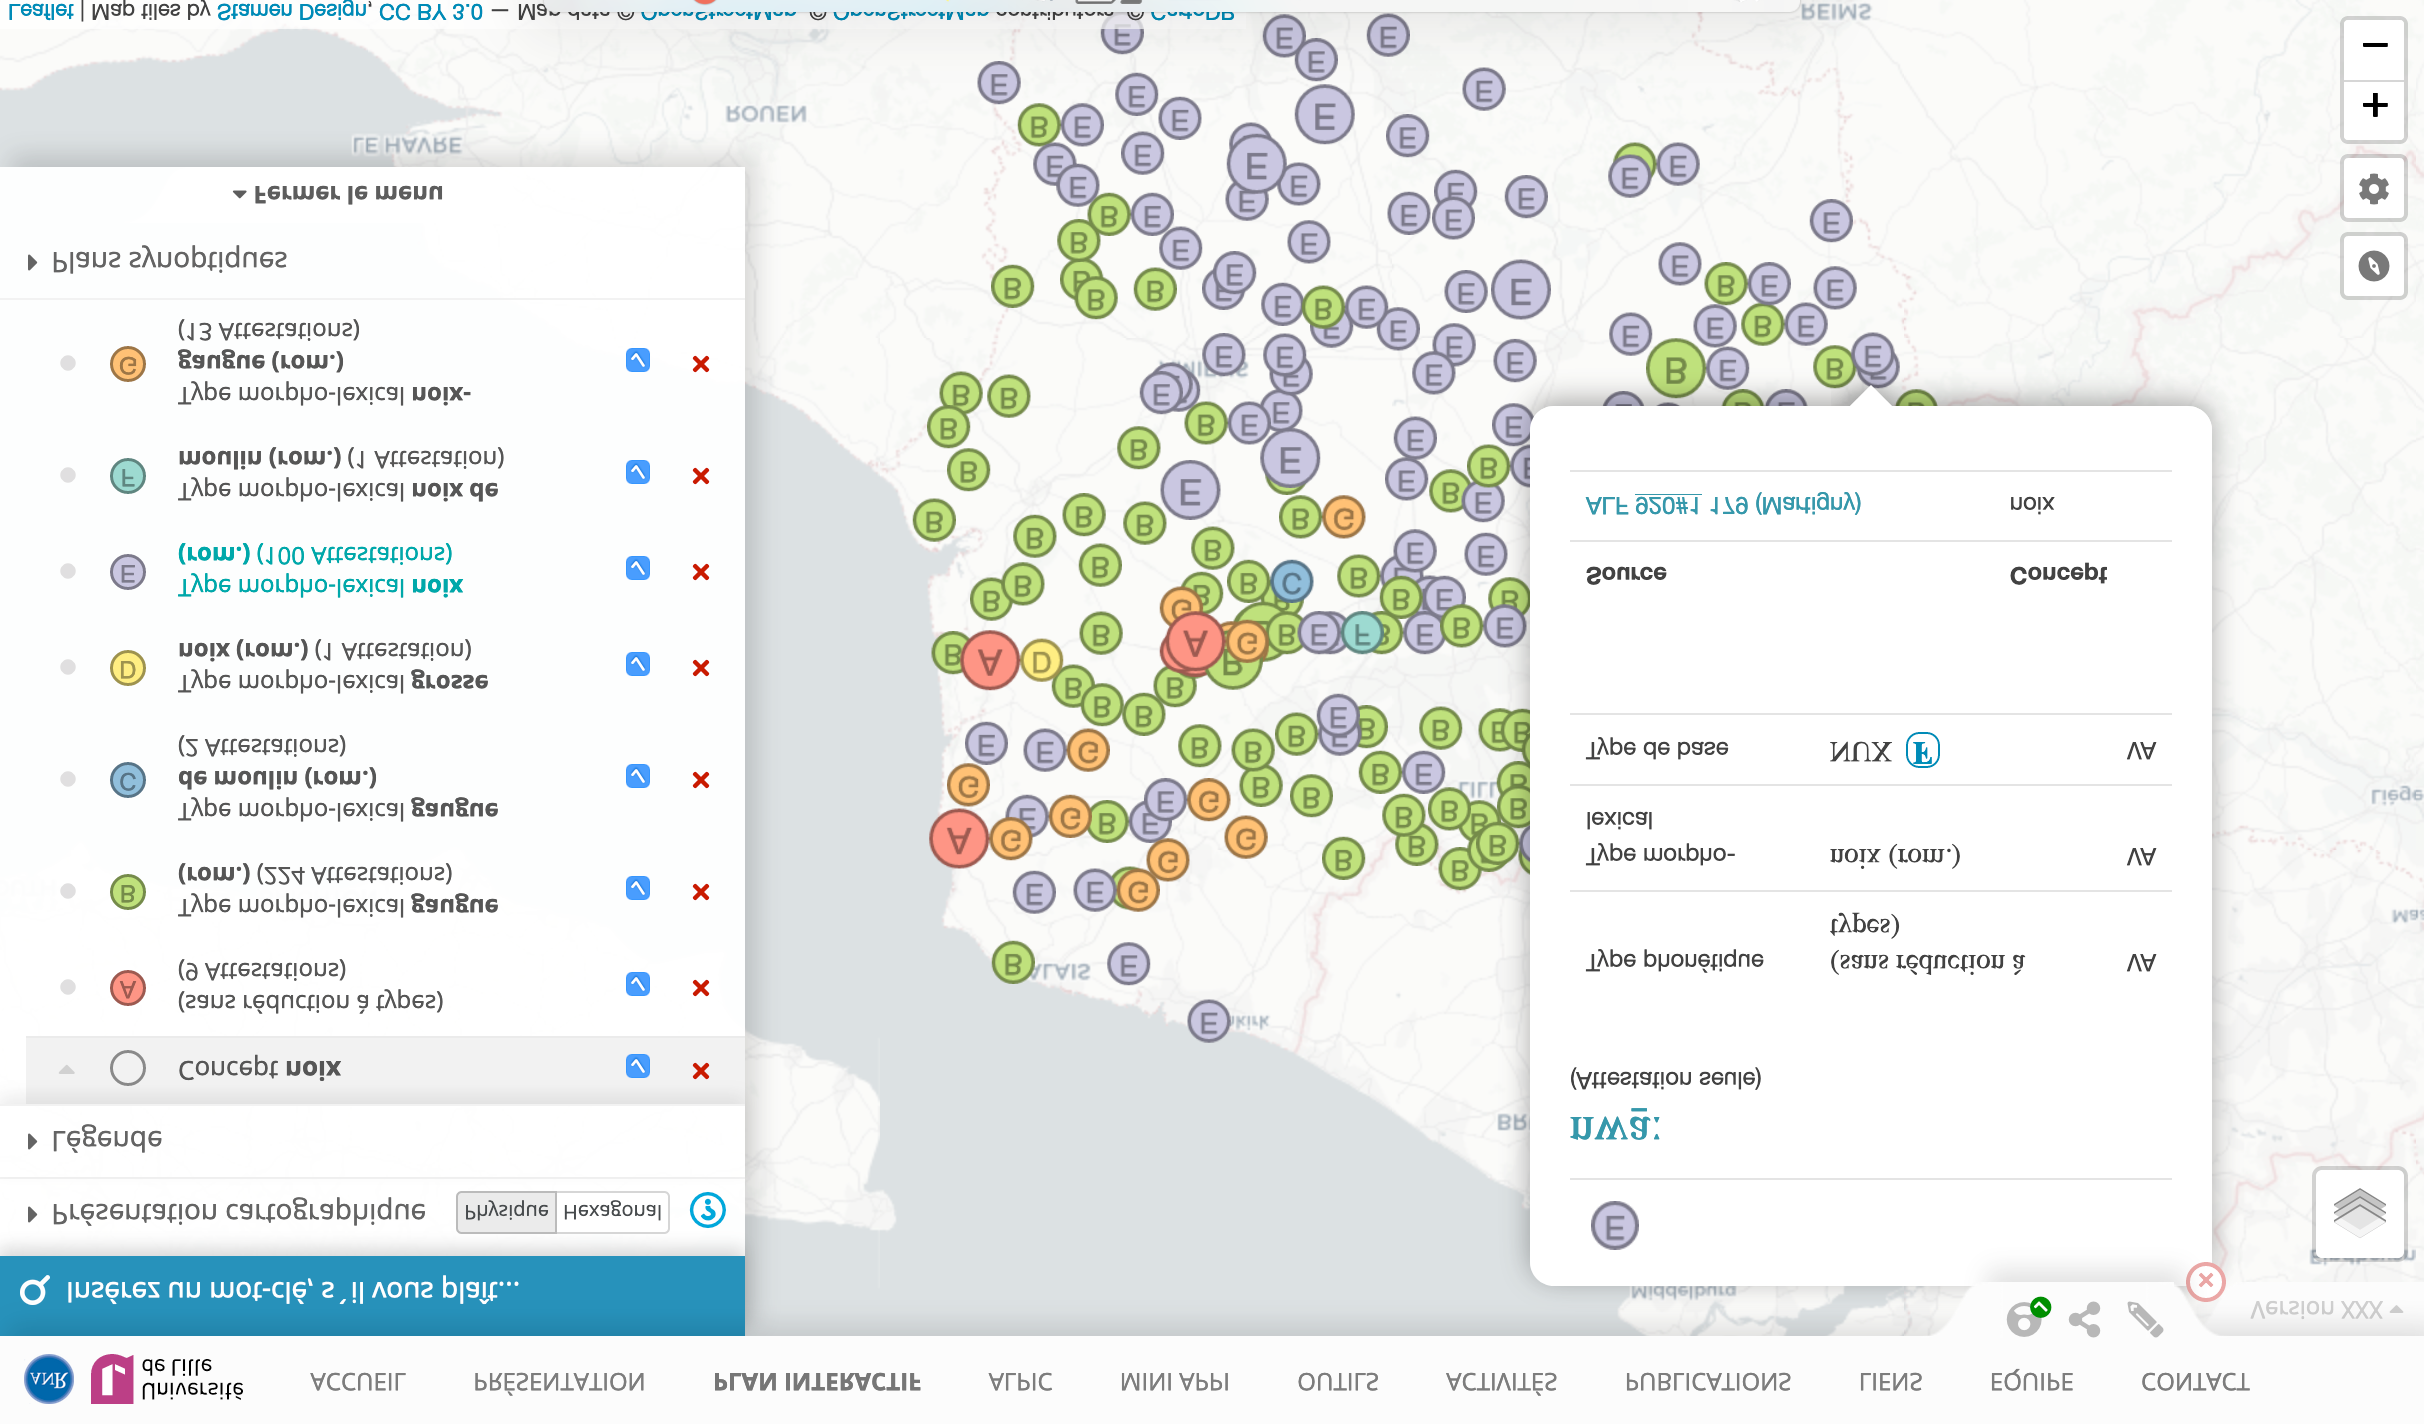 Université
de Lille
ANR
ACCUEIL
PRÉSENTATION
PLAN INTERACTIF
ALPIC
MINI APPI
OUTILS
ACTIVITÉS
PUBLICATIONS
LIENS
EQUIPE
CONTACT
Insérez un mot-clé, s´il vous plaît...
Version XXX
Présentation cartographique
Physique
Hexagonal
?
Légende
Concept noix
A
(sans réduction à types)
(9 Attestations)
B
Type morpho-lexical gaugue
(rom.) (224 Attestations)
C
Type morpho-lexical gaugue
de moulin (rom.)
(2 Attestations)
D
Type morpho-lexical grosse
noix (rom.) (1 Attestation)
E
Type morpho-lexical noix
(rom.) (100 Attestations)
F
Type morpho-lexical noix de
moulin (rom.) (1 Attestation)
G
Type morpho-lexical noix-
gaugue (rom.)
(13 Attestations)
Plans synoptiques
Fermer le menu
E
nwa̱:
(Attestation seule)
Type phonétique
(sans réduction à
types)
VA
Type morpho-
lexical
noix (rom.)
VA
Type de base
NUX F
VA
Source Concept
ALF 920#1 179 (Martigny) noix
Middelburg
Eindhoven
Liège
LE HAVRE
ROUEN
REIMS
Leaflet | Map tiles by Stamen Design, CC BY 3.0 — Map data © OpenStreetMap, © OpenStreetMap contributors, © CartoDB